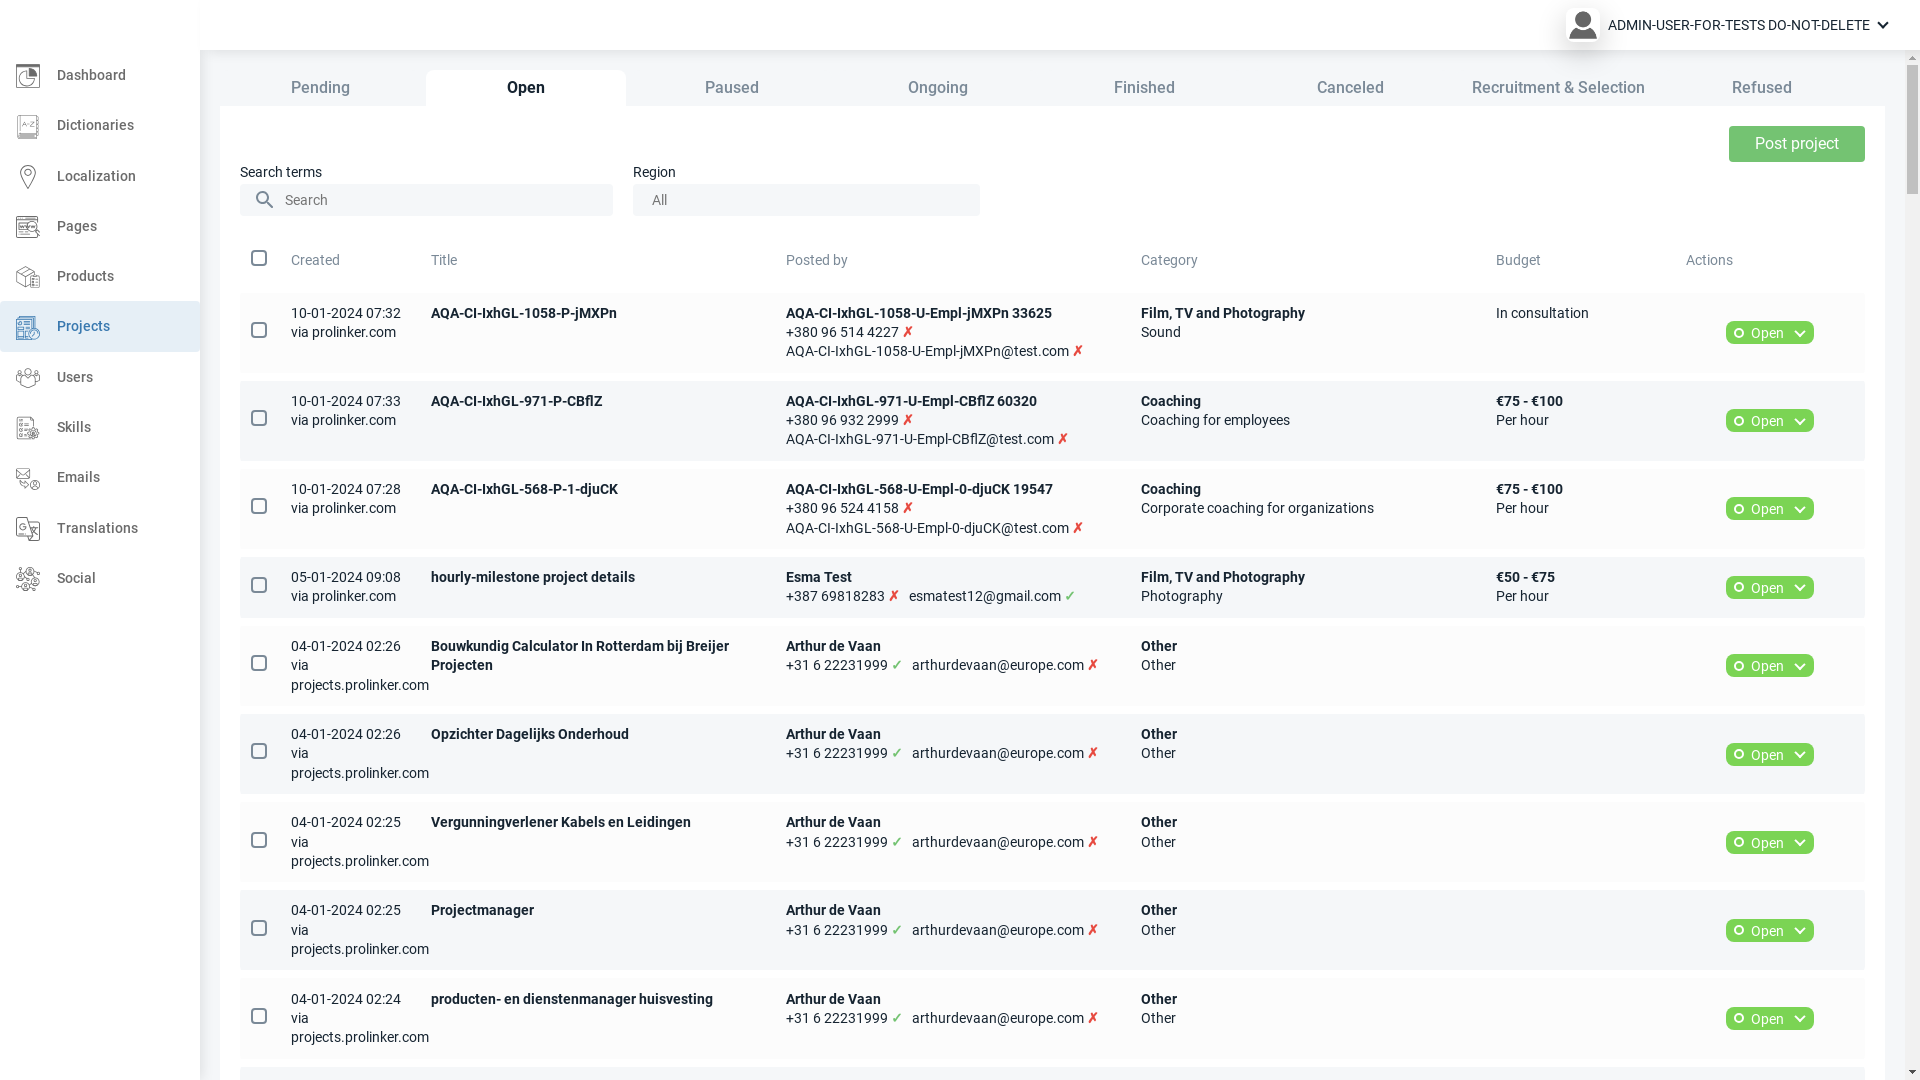 ADMIN-USER-FOR-TESTS DO-NOT-DELETE
Dashboard
Dictionaries
Localization
Pages
Products
Projects
Users
Skills
Emails
Translations
Social
Pending Open Paused Ongoing Finished Canceled Recruitment & Selection Refused
Post project
Search terms Region
Search All
Created Title Posted by Category Budget Actions
10-01-2024 07:32 AQA-CI-IxhGL-1058-P-jMXPn AQA-CI-IxhGL-1058-U-Empl-jMXPn 33625 Film, TV and Photography In consultation
via prolinker.com +380 96 514 4227 ✗ Sound Open
AQA-CI-IxhGL-1058-U-Empl-jMXPn@test.com ✗
10-01-2024 07:33 AQA-CI-IxhGL-971-P-CBflZ AQA-CI-IxhGL-971-U-Empl-CBflZ 60320 Coaching €75 - €100
via prolinker.com +380 96 932 2999 ✗ Coaching for employees Per hour Open
AQA-CI-IxhGL-971-U-Empl-CBflZ@test.com ✗
10-01-2024 07:28 AQA-CI-IxhGL-568-P-1-djuCK AQA-CI-IxhGL-568-U-Empl-0-djuCK 19547 Coaching €75 - €100
via prolinker.com +380 96 524 4158 ✗ Corporate coaching for organizations Per hour Open
AQA-CI-IxhGL-568-U-Empl-0-djuCK@test.com ✗
05-01-2024 09:08 hourly-milestone project details Esma Test Film, TV and Photography €50 - €75
via prolinker.com +387 69818283 ✗ esmatest12@gmail.com ✓ Photography Per hour Open
04-01-2024 02:26 Bouwkundig Calculator In Rotterdam bij Breijer Arthur de Vaan Other
via Projecten +31 6 22231999 ✓ arthurdevaan@europe.com ✗ Other Open
projects.prolinker.com
04-01-2024 02:26 Opzichter Dagelijks Onderhoud Arthur de Vaan Other
via +31 6 22231999 ✓ arthurdevaan@europe.com ✗ Other Open
projects.prolinker.com
04-01-2024 02:25 Vergunningverlener Kabels en Leidingen Arthur de Vaan Other
via +31 6 22231999 ✓ arthurdevaan@europe.com ✗ Other Open
projects.prolinker.com
04-01-2024 02:25 Projectmanager Arthur de Vaan Other
via +31 6 22231999 ✓ arthurdevaan@europe.com ✗ Other Open
projects.prolinker.com
04-01-2024 02:24 producten- en dienstenmanager huisvesting Arthur de Vaan Other
via +31 6 22231999 ✓ arthurdevaan@europe.com ✗ Other Open
projects.prolinker.com